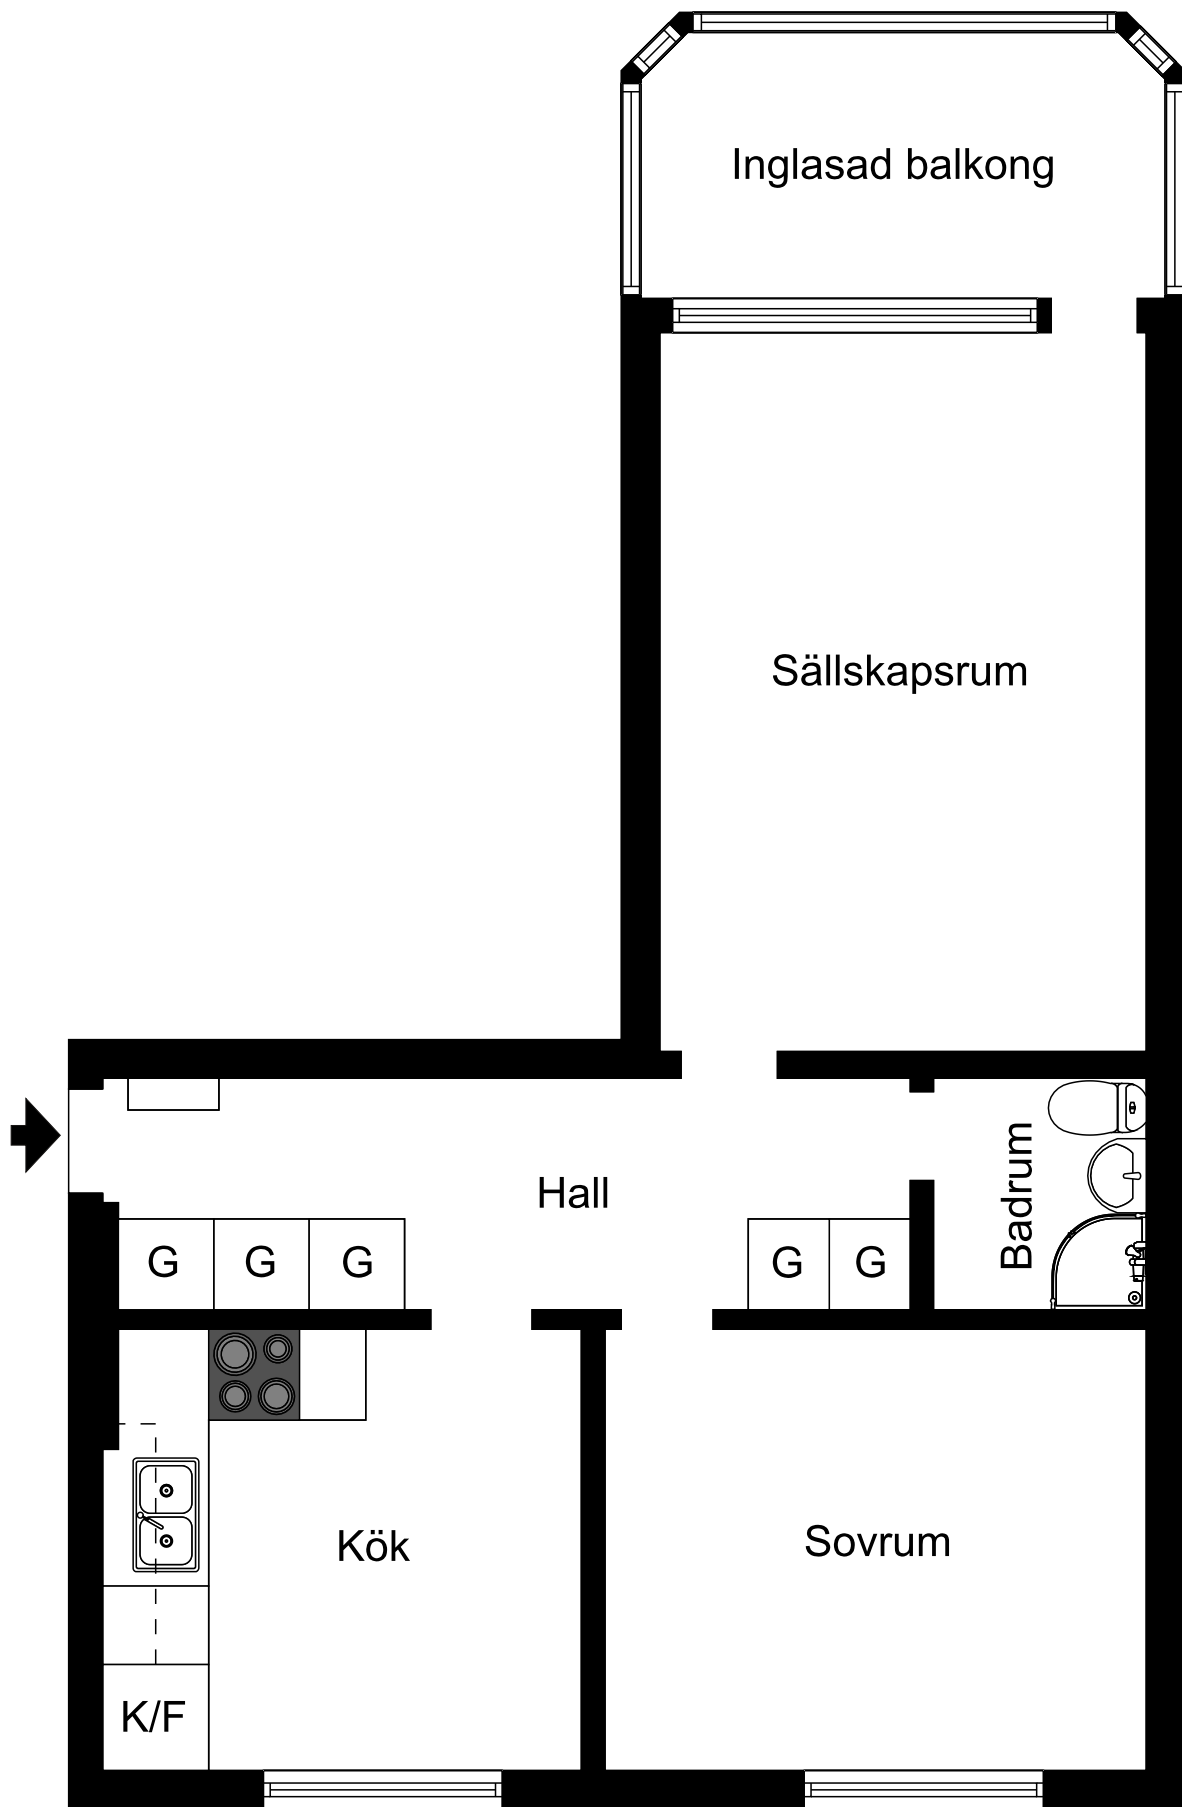 Inglasad balkong
Sällskapsrum
Hall
Badrum
G G G
G G
Kök
Sovrum
K/F